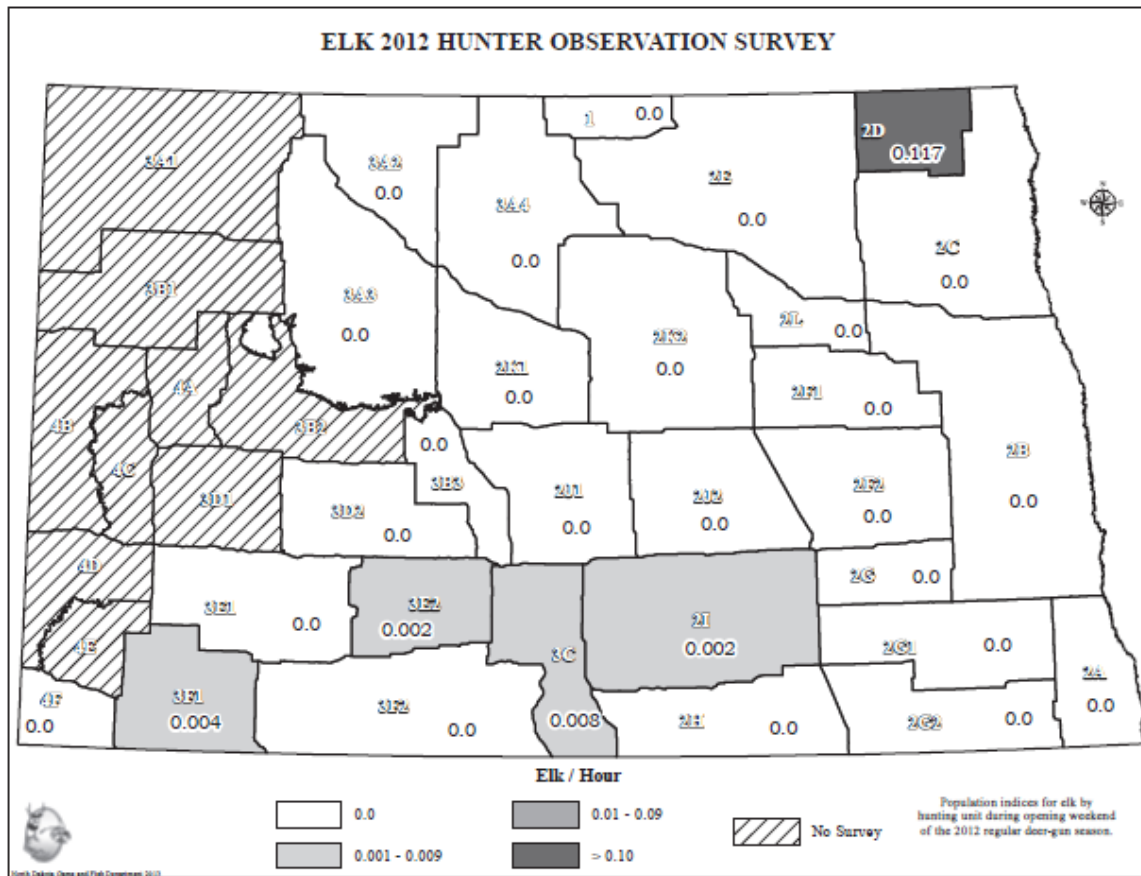 ELK 2012 HUNTER OBSERVATION SURVEY
1 0.0
2D
0.117
3A1
3A2
0.0
2E
0.0
3A4
0.0
2C
0.0
3B1
3A3
0.0
2L 0.0
2K2
0.0
2K1
0.0
4A
2F1
0.0
4B
3B2
0.0
2B
0.0
4C
3B3
3D1
3D2
0.0
2J1
0.0
2J2
0.0
2F2
0.0
4D
2G 0.0
3E1
0.0
3E2
0.002
2I
0.002
4E
3C
0.008
2G1
0.0
2A
0.0
4F
0.0
3F1
0.004
3F2
0.0
2H
0.0
2G2
0.0
N
W
S
Elk / Hour
0.0
0.01 - 0.09
0.001 - 0.009
> 0.10
No Survey
Population indices for elk by
hunting unit during opening weekend
of the 2012 regular deer-gun season.
North Dakota Game and Fish Department 2013